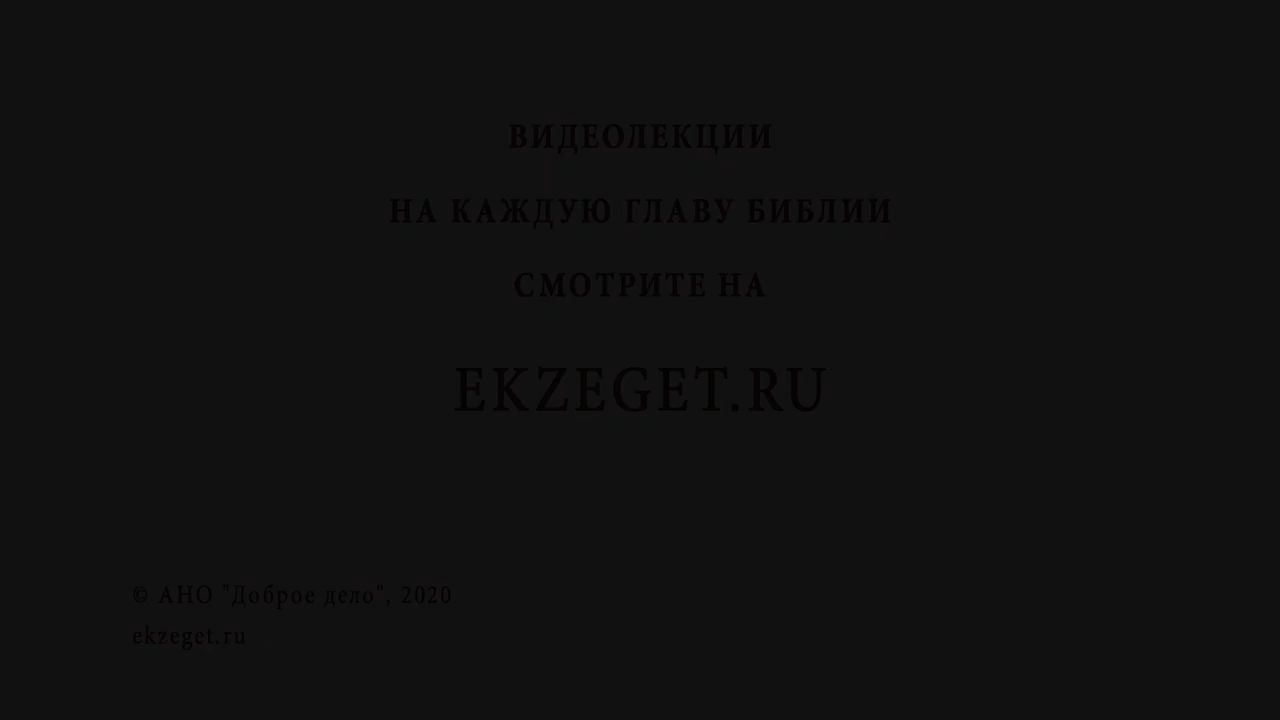 ВИДЕОЛЕКЦИИ
НА КАЖДУЮ ГЛАВУ БИБЛИИ
СМОТРИТЕ НА
EKZEGET.RU
© АНО "Доброе дело", 2020
ekzeget.ru